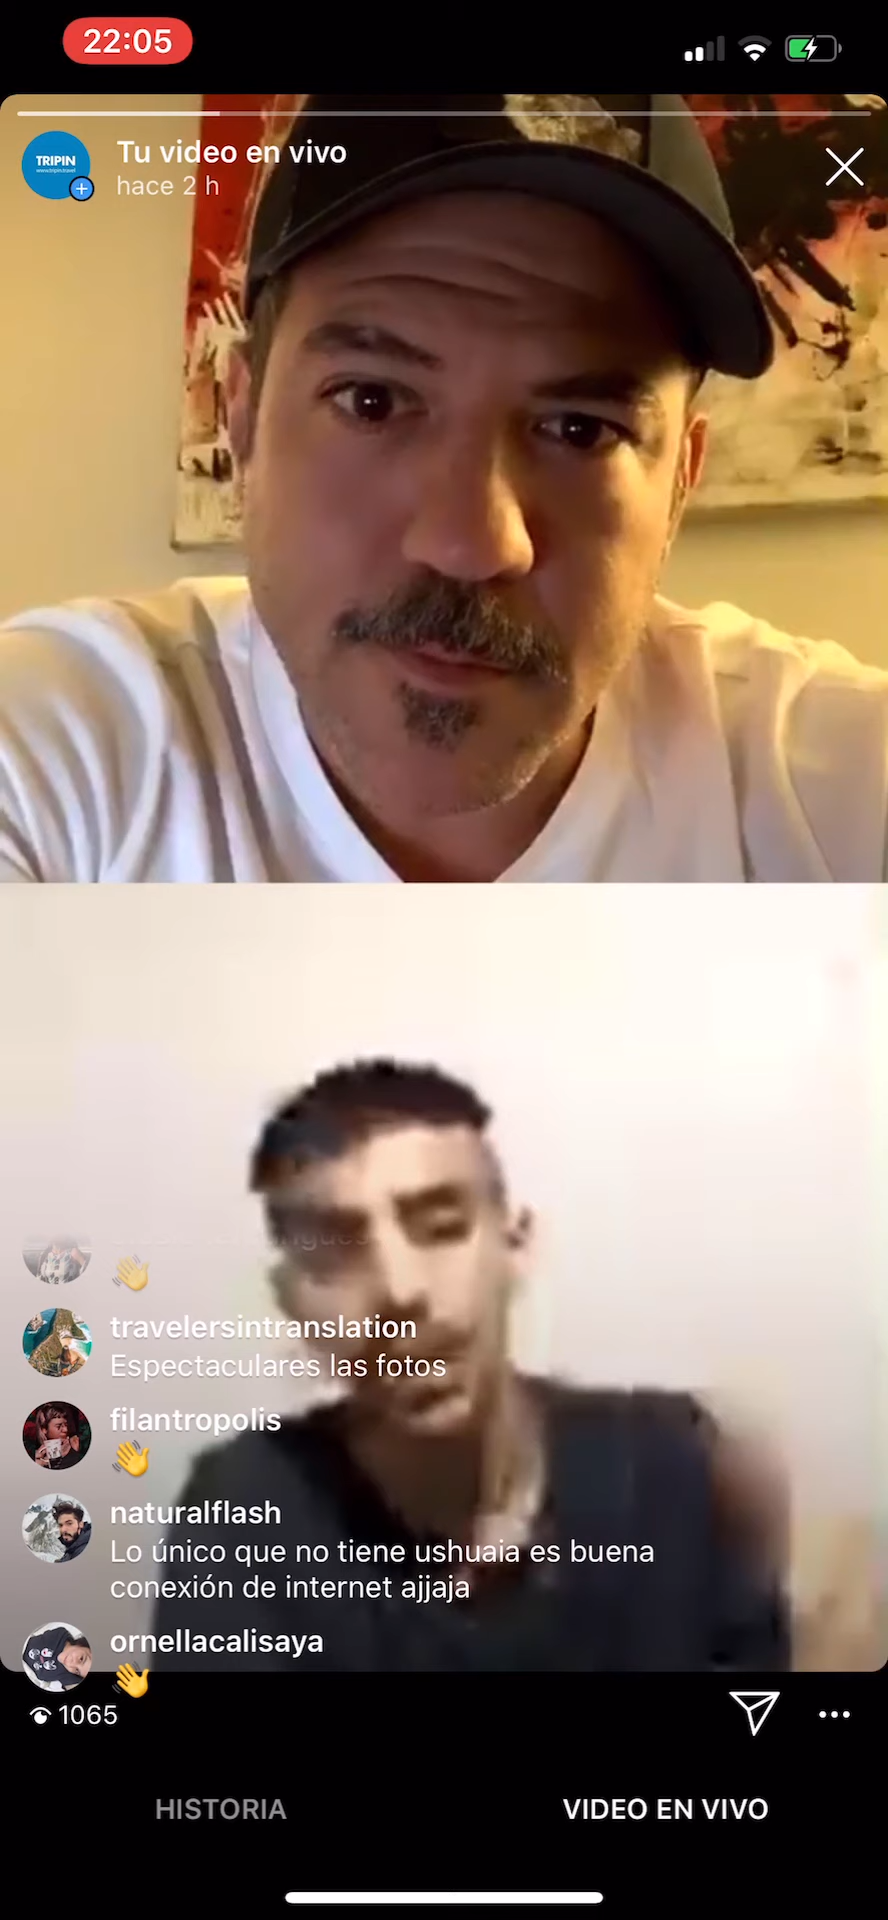 22:05
TRIPIN
Tu video en vivo
hace 2 h
travelersintranslation
Espectaculares las fotos
filantropolis
naturalflash
Lo único que no tiene ushuaia es buena
conexión de internet ajjaja
ornellacalisaya
1065
HISTORIA
VIDEO EN VIVO